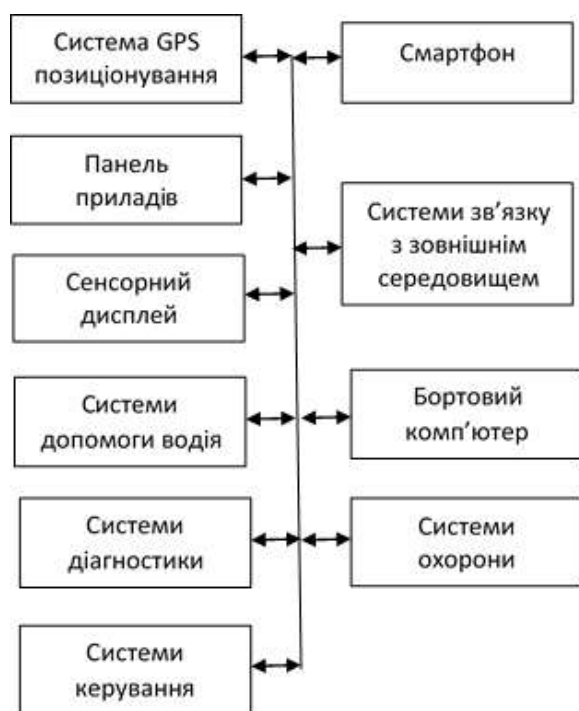 Система GPS
позиціонування
Смартфон
Панель
приладів
Системи зв’язку
з зовнішнім
середовищем
Сенсорний
дисплей
Системи
допомоги водія
Бортовий
комп’ютер
Системи
діагностики
Системи
охорони
Системи
керування